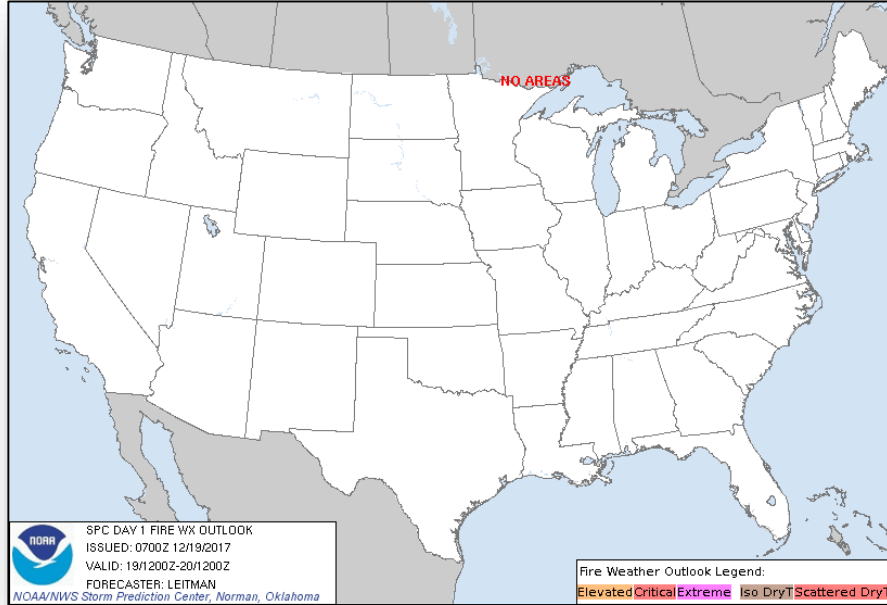 NO AREAS
NOAA
SPC DAY 1 FIRE WX OUTLOOK
ISSUED: 0700Z 12/19/2017
VALID: 19/1200Z-20/1200Z
FORECASTER: LEITMAN
NOAA/NWS Storm Prediction Center, Norman, Oklahoma
Fire Weather Outlook Legend:
Elevated Critical Extreme Iso DryT Scattered DryT